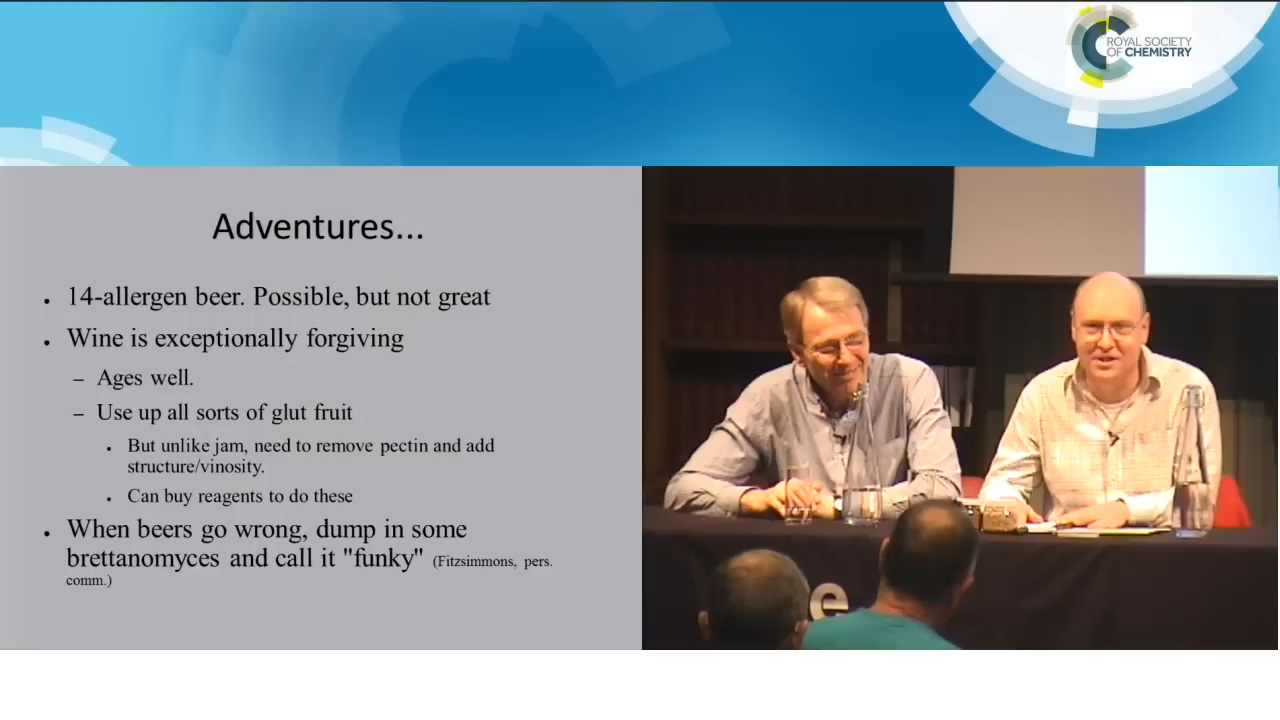 ROYAL SOCIETY
OF CHEMISTRY
Adventures...
14-allergen beer. Possible, but not great
Wine is exceptionally forgiving
– Ages well.
– Use up all sorts of glut fruit
But unlike jam, need to remove pectin and add
structure/vinosity.
Can buy reagents to do these
When beers go wrong, dump in some
brettanomyces and call it "funky" (Fitzsimmons, pers.
comm.)
e